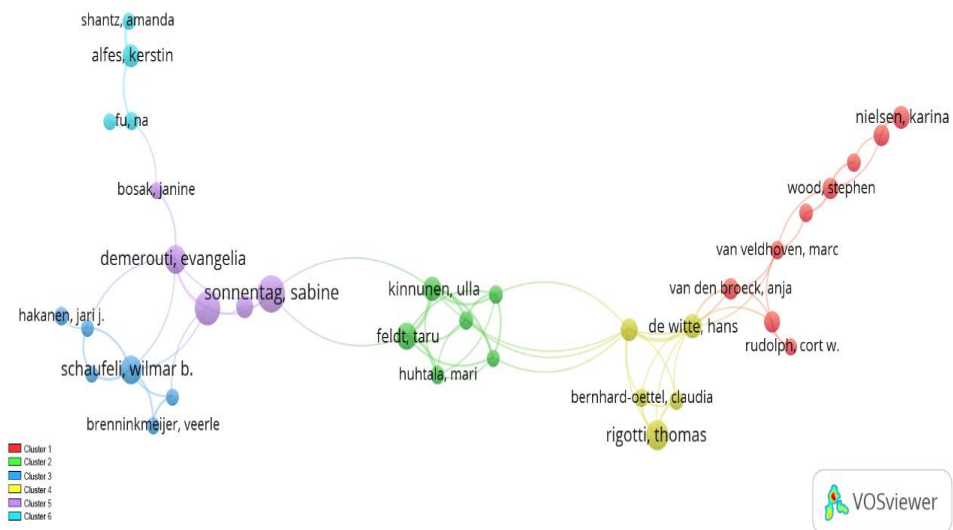 shantz, amanda
alfes, kerstin
fu, na
bosak, janine
demerouti, evangelia
sonnentag, sabine
hakanen, jari j.
schaufeli, wilmar b.
brenninkmeijer, veerle
kinnunen, ulla
feldt, taru
huhtala, mari
nielsen, karina
wood, stephen
van veldhoven, marc
van den broeck, anja
de witte, hans
rudolph, cort w.
bernhard-oettel, claudia
rigotti, thomas
Cluster 1
Cluster 2
Cluster 3
Cluster 4
Cluster 5
Cluster 6
VOSviewer